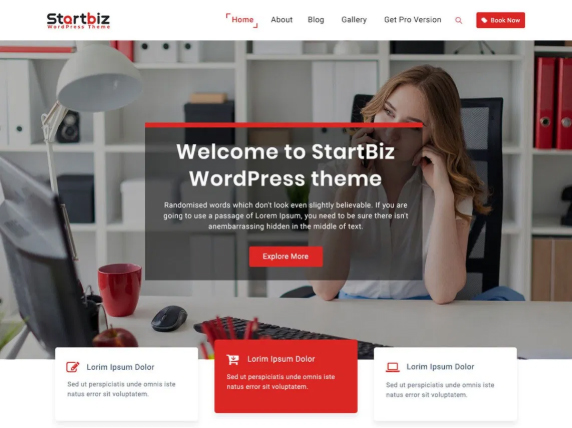 Startbiz
WordPress Theme
Home About Blog Gallery Get Pro Version Book Now
Welcome to StartBiz
WordPress theme
Randomised words which don't look even slightly believable. If you are
going to use a passage of Lorem Ipsum, you need to be sure there isn't
anembarrassing hidden in the middle of text.
Explore More
Lorim Ipsum Dolor
Sed ut perspiciatis unde omnis iste
natus error sit voluptatem.
Lorim Ipsum Dolor
Sed ut perspiciatis unde omnis iste
natus error sit voluptatem.
Lorim Ipsum Dolor
Sed ut perspiciatis unde omnis iste
natus error sit voluptatem.